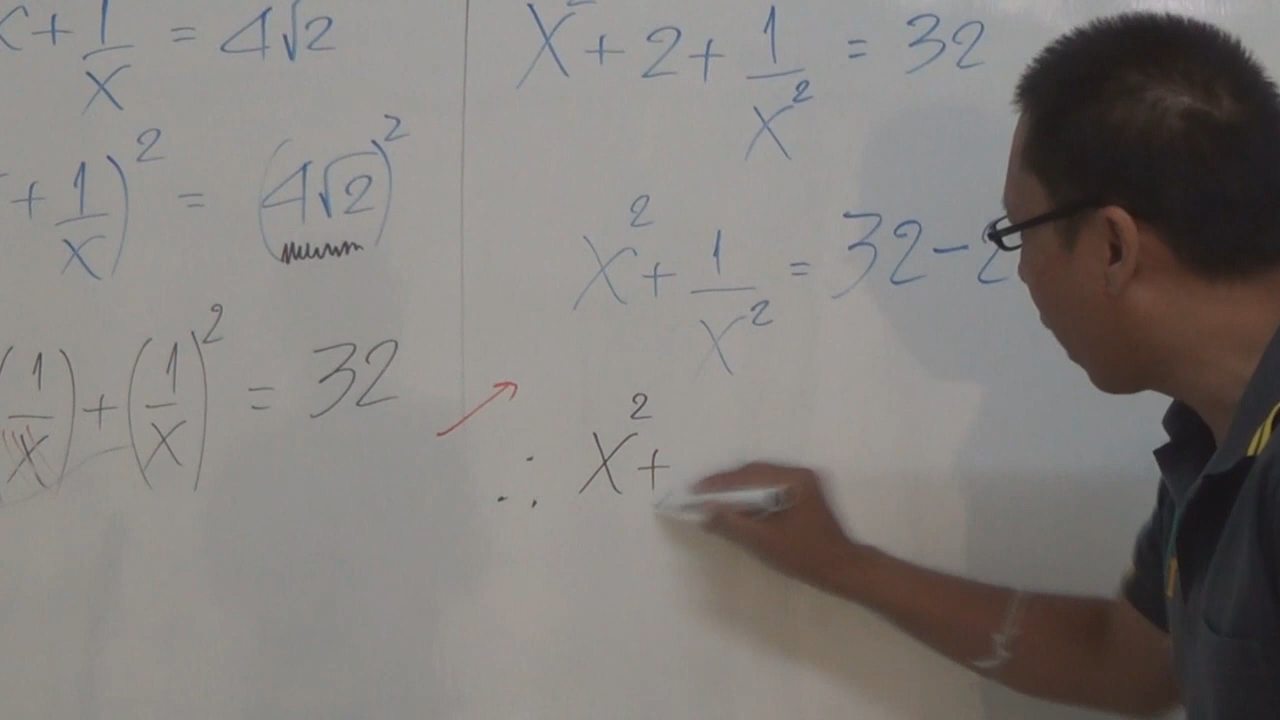 x + 1/x = 4√2
+ 1/x)² = (4√2)²
(1/x) + (1/x)² = 32
x² + 2 + 1/x² = 32
x² + 1/x² = 32 - 2
∴ x² +